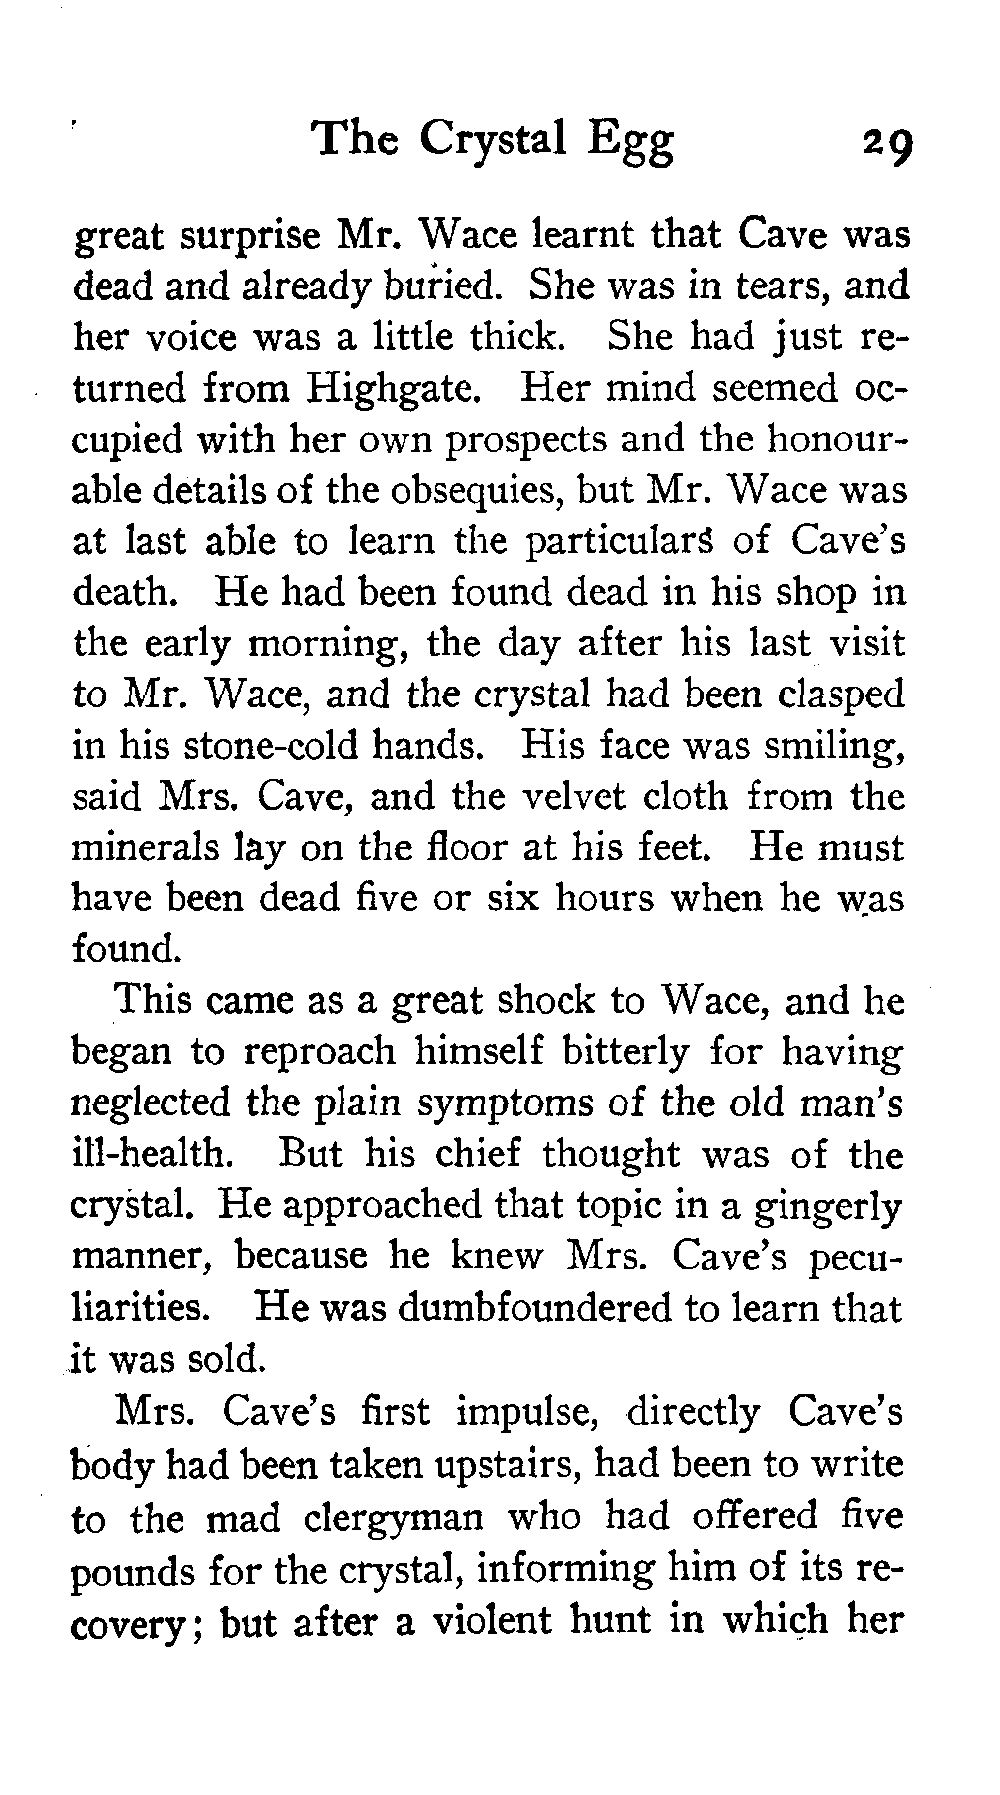 The Crystal Egg 29
great surprise Mr. Wace learnt that Cave was
dead and already buried. She was in tears, and
her voice was a little thick. She had just re-
turned from Highgate. Her mind seemed oc-
cupied with her own prospects and the honour-
able details of the obsequies, but Mr. Wace was
at last able to learn the particulars of Cave's
death. He had been found dead in his shop in
the early morning, the day after his last visit
to Mr. Wace, and the crystal had been clasped
in his stone-cold hands. His face was smiling,
said Mrs. Cave, and the velvet cloth from the
minerals lay on the floor at his feet. He must
have been dead five or six hours when he was
found.
This came as a great shock to Wace, and he
began to reproach himself bitterly for having
neglected the plain symptoms of the old man's
ill-health. But his chief thought was of the
crystal. He approached that topic in a gingerly
manner, because he knew Mrs. Cave's pecu-
liarities. He was dumbfoundered to learn that
it was sold.
Mrs. Cave's first impulse, directly Cave's
body had been taken upstairs, had been to write
to the mad clergyman who had offered five
pounds for the crystal, informing him of its re-
covery; but after a violent hunt in which her